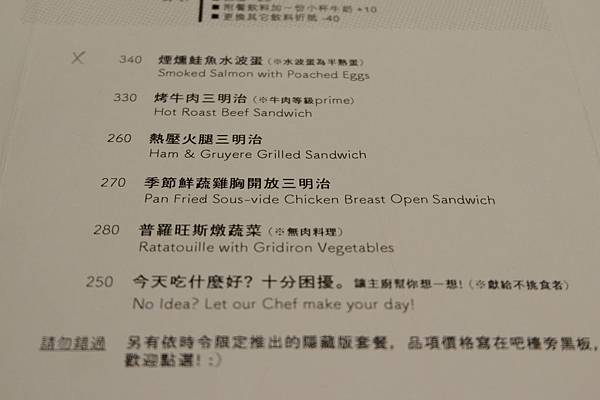 ■ 附餐飲料加一份小杯牛奶 +10
■ 更換其它飲料折抵 -40
× 340 煙燻鮭魚水波蛋（※水波蛋為半熟蛋）
Smoked Salmon with Poached Eggs
330 烤牛肉三明治（※牛肉等級prime）
Hot Roast Beef Sandwich
260 熱壓火腿三明治
Ham & Gruyere Grilled Sandwich
270 季節鮮蔬雞胸開放三明治
Pan Fried Sous-vide Chicken Breast Open Sandwich
280 普羅旺斯燉蔬菜（※無肉料理）
Ratatouille with Gridiron Vegetables
250 今天吃什麼好？十分困擾。讓主廚幫你想一想!（※獻給不挑食者）
No Idea? Let our Chef make your day!
請勿錯過 另有依時令限定推出的隱藏版套餐，品項價格寫在吧檯旁黑板，
歡迎點選! :)